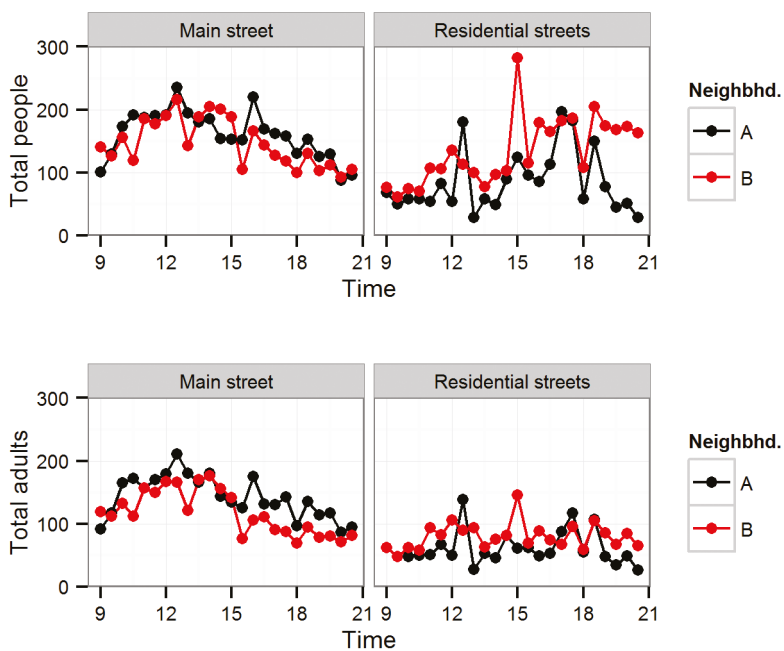 Main street Residential streets
300
200
100
0
Total people
9 12 15 18 21 9 12 15 18 21
Time
Neighbhd.
A
B
Main street Residential streets
300
200
100
0
Total adults
9 12 15 18 21 9 12 15 18 21
Time
Neighbhd.
A
B